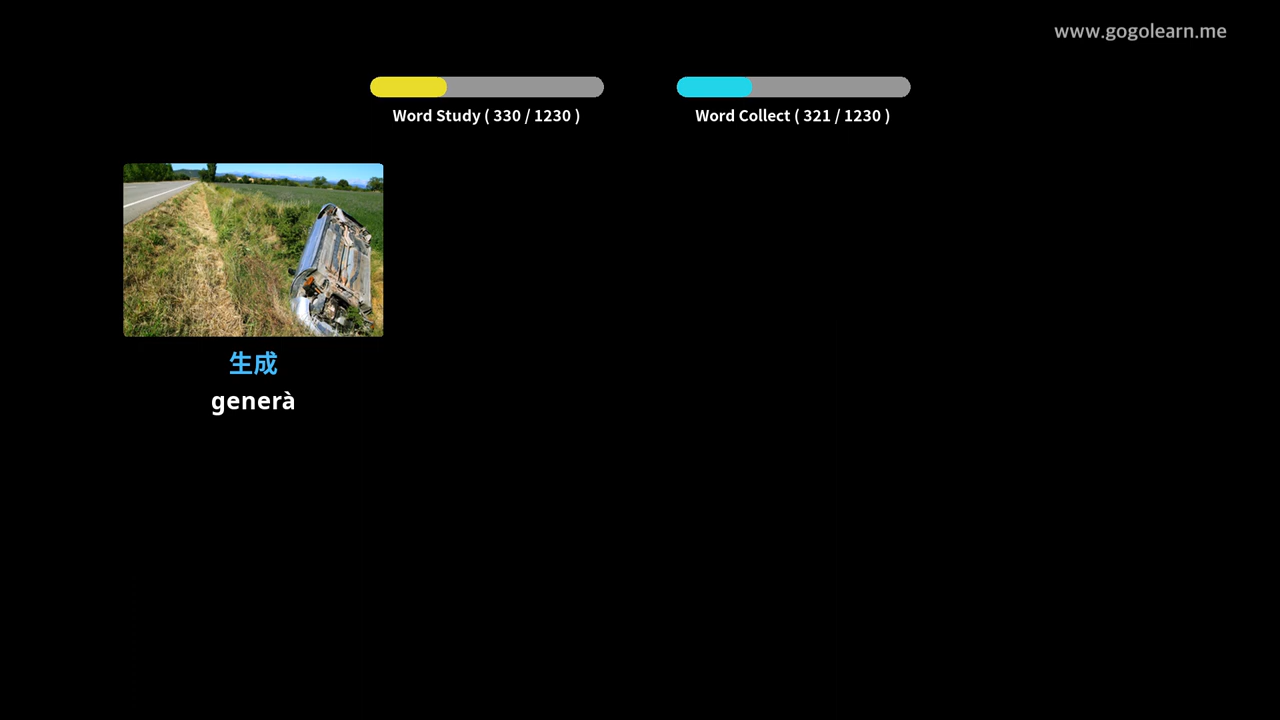 www.gogolearn.me
Word Study ( 330 / 1230 )
Word Collect ( 321 / 1230 )
生成
generà